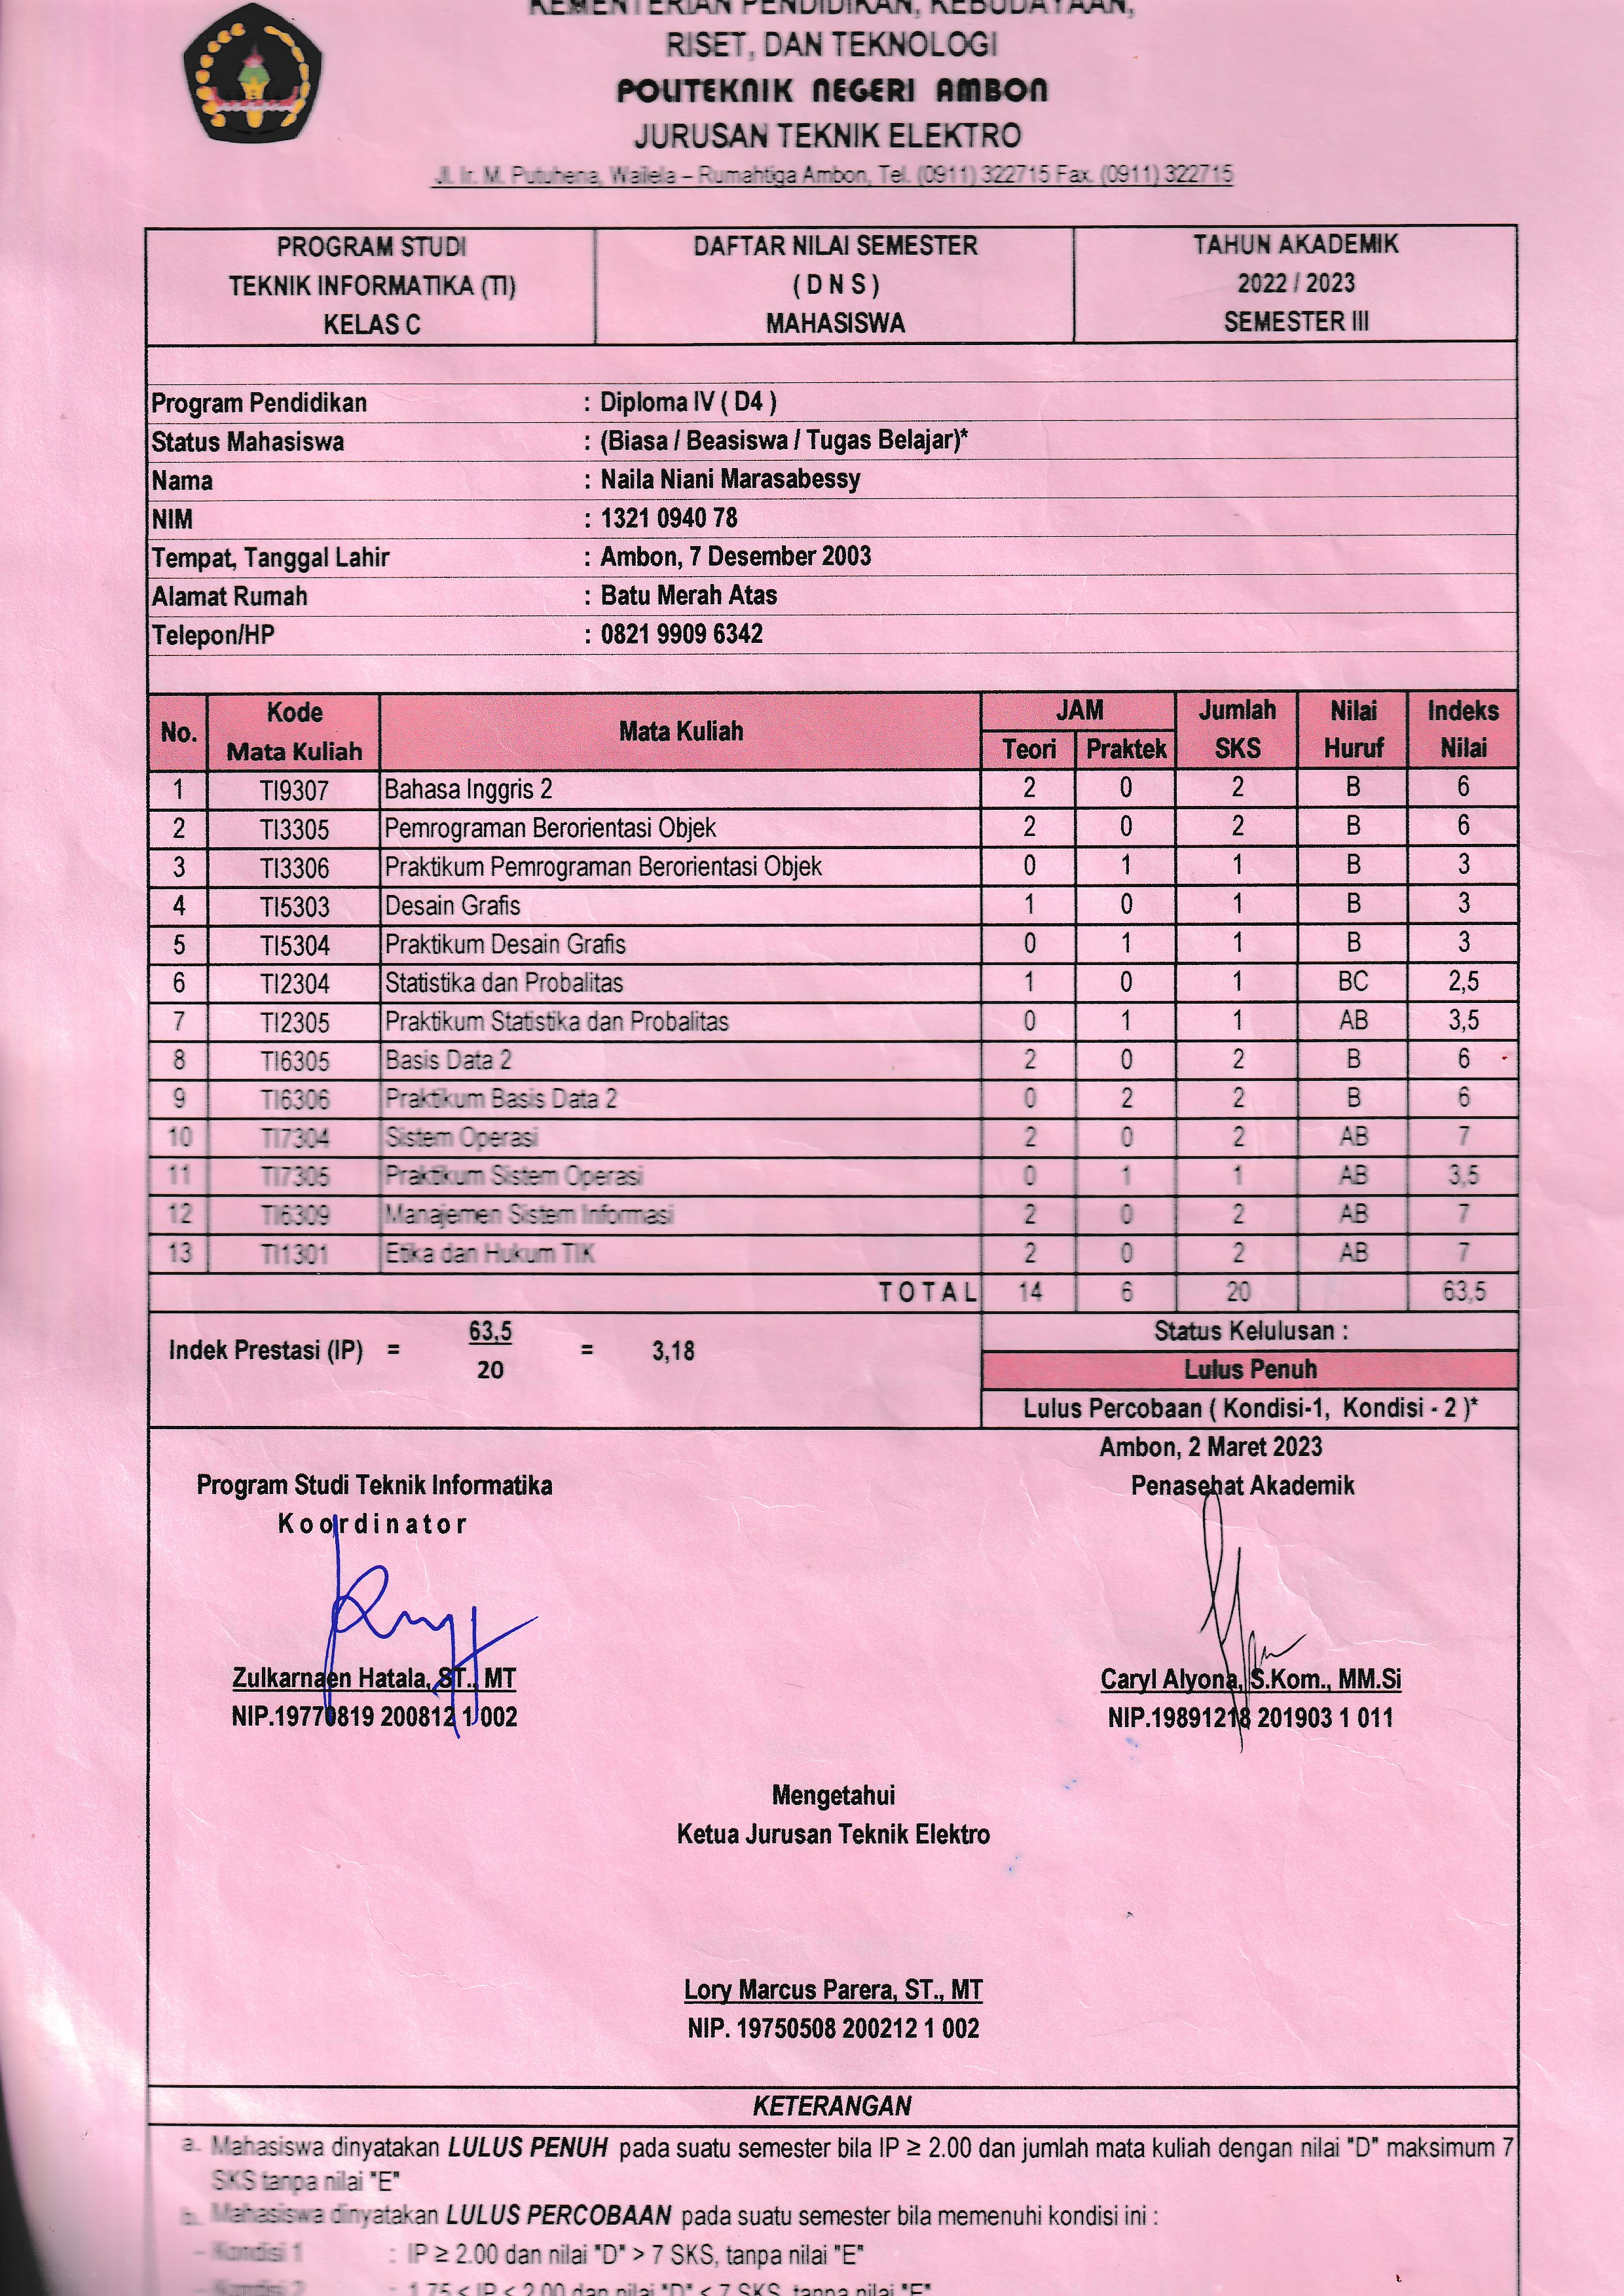 KEMENTERIAN PENDIDIKAN, KEBUDAYAAN,
RISET, DAN TEKNOLOGI
POLITEKNIK NEGERI AMBON
JURUSAN TEKNIK ELEKTRO
Jl. Ir. M. Putuhena, Wailela – Rumahtiga Ambon, Tel. (0911) 322715 Fax. (0911) 322715
PROGRAM STUDI DAFTAR NILAI SEMESTER TAHUN AKADEMIK
TEKNIK INFORMATIKA (TI) ( D N S ) 2022 / 2023
KELAS C MAHASISWA SEMESTER III
Program Pendidikan : Diploma IV ( D4 )
Status Mahasiswa : (Biasa / Beasiswa / Tugas Belajar)*
Nama : Naila Niani Marasabessy
NIM : 1321 0940 78
Tempat, Tanggal Lahir : Ambon, 7 Desember 2003
Alamat Rumah : Batu Merah Atas
Telepon/HP : 0821 9909 6342
No. Kode Mata Kuliah Mata Kuliah JAM Teori Praktek Jumlah SKS Nilai Huruf Indeks Nilai
1 TI9307 Bahasa Inggris 2 2 0 2 B 6
2 TI3305 Pemrograman Berorientasi Objek 2 0 2 B 6
3 TI3306 Praktikum Pemrograman Berorientasi Objek 0 1 1 B 3
4 TI5303 Desain Grafis 1 0 1 B 3
5 TI5304 Praktikum Desain Grafis 0 1 1 B 3
6 TI2304 Statistika dan Probalitas 1 0 1 BC 2,5
7 TI2305 Praktikum Statistika dan Probalitas 0 1 1 AB 3,5
8 TI6305 Basis Data 2 2 0 2 B 6
9 TI6306 Praktikum Basis Data 2 0 2 2 B 6
10 TI7304 Sistem Operasi 2 0 2 AB 7
11 TI7305 Praktikum Sistem Operasi 0 1 1 AB 3,5
12 TI6309 Manajemen Sistem Informasi 2 0 2 AB 7
13 TI1301 Etika dan Hukum TIK 2 0 2 AB 7
T O T A L 14 6 20 63,5
Indek Prestasi (IP) = 63,5 / 20 = 3,18
Status Kelulusan :
Lulus Penuh
Lulus Percobaan ( Kondisi-1, Kondisi - 2 )*
Ambon, 2 Maret 2023
Program Studi Teknik Informatika Penasehat Akademik
K o o r d i n a t o r
Zulkarnaen Hatala, ST., MT Caryl Alyona, S.Kom., MM.Si
NIP.19770819 200812 1 002 NIP.19891218 201903 1 011
Mengetahui
Ketua Jurusan Teknik Elektro
Lory Marcus Parera, ST., MT
NIP. 19750508 200212 1 002
KETERANGAN
a. Mahasiswa dinyatakan LULUS PENUH pada suatu semester bila IP ≥ 2.00 dan jumlah mata kuliah dengan nilai "D" maksimum 7
SKS tanpa nilai "E"
b. Mahasiswa dinyatakan LULUS PERCOBAAN pada suatu semester bila memenuhi kondisi ini :
– Kondisi 1 : IP ≥ 2.00 dan nilai "D" > 7 SKS, tanpa nilai "E"
– Kondisi 2 : 1.75 ≤ IP < 2.00 dan nilai "D" ≤ 7 SKS, tanpa nilai "E"